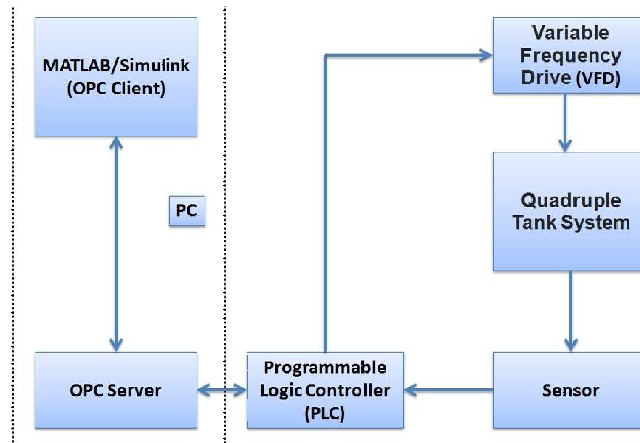 MATLAB/Simulink
(OPC Client)
Variable
Frequency
Drive (VFD)
PC
Quadruple
Tank System
OPC Server
Programmable
Logic Controller
(PLC)
Sensor